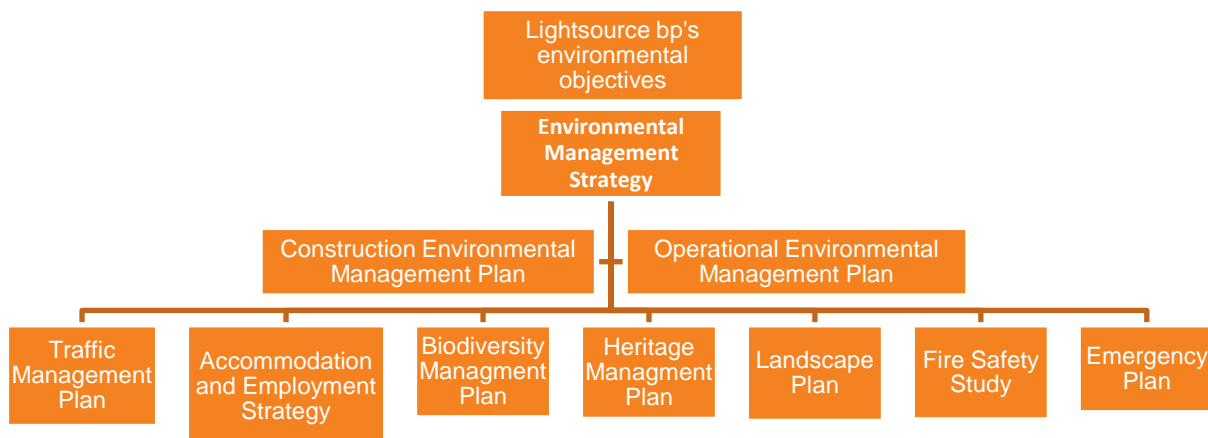 Lightsource bp's
environmental
objectives
Environmental
Management
Strategy
Construction Environmental
Management Plan
Operational Environmental
Management Plan
Traffic
Management
Plan
Accommodation
and Employment
Strategy
Biodiversity
Managment
Plan
Heritage
Managment
Plan
Landscape
Plan
Fire Safety
Study
Emergency
Plan